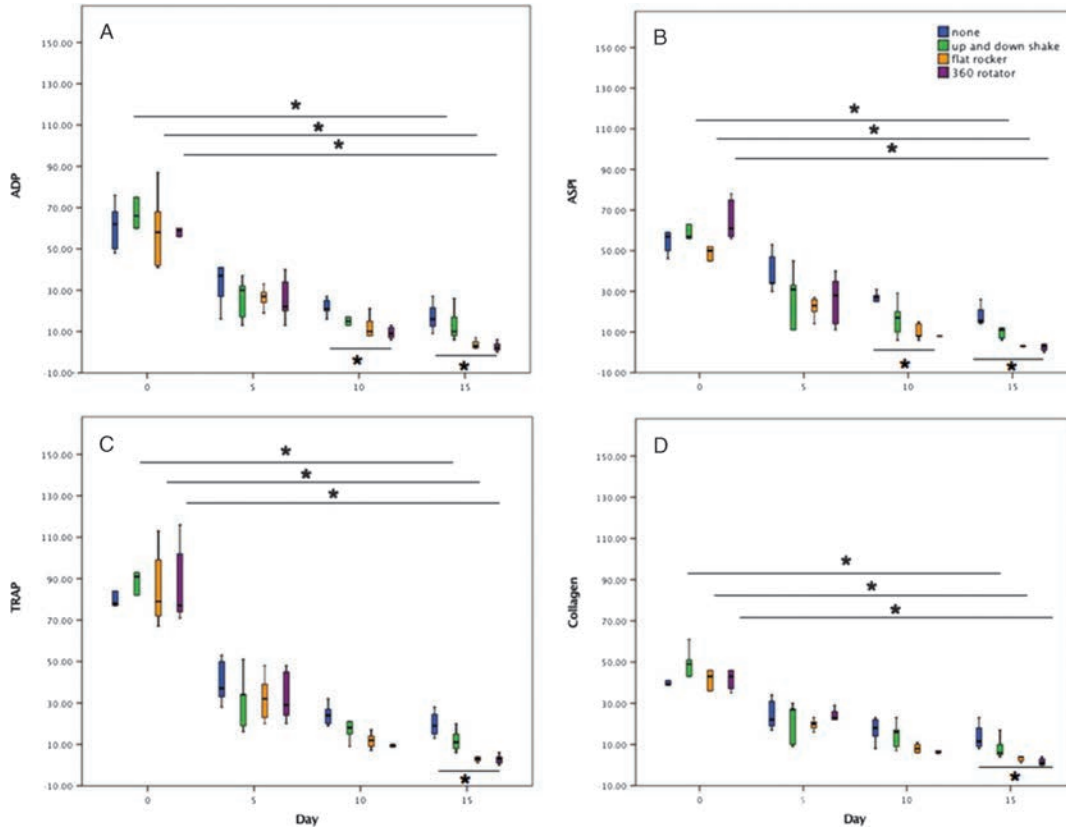 A
150.00
130.00
110.00
90.00
70.00
50.00
30.00
10.00
-10.00
ADP
0 5 10 15
* * * * *
B
none
up and down shake
flat rocker
360 rotator
150.00
130.00
110.00
90.00
70.00
50.00
30.00
10.00
-10.00
ASPI
0 5 10 15
* * * * *
C
150.00
130.00
110.00
90.00
70.00
50.00
30.00
10.00
-10.00
TRAP
0 5 10 15
Day
* * * *
D
150.00
130.00
110.00
90.00
70.00
50.00
30.00
10.00
-10.00
Collagen
0 5 10 15
Day
* * * *